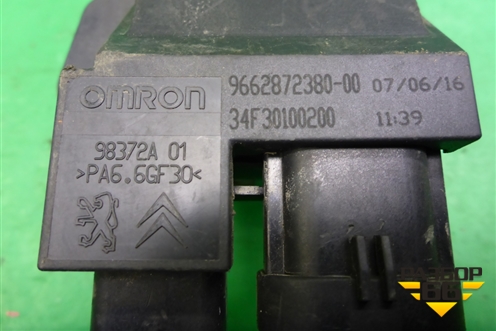 OMRON
9662872380-00 07/06/16
34F30100200 11:39
98372A 01
>PA6.6GF30<